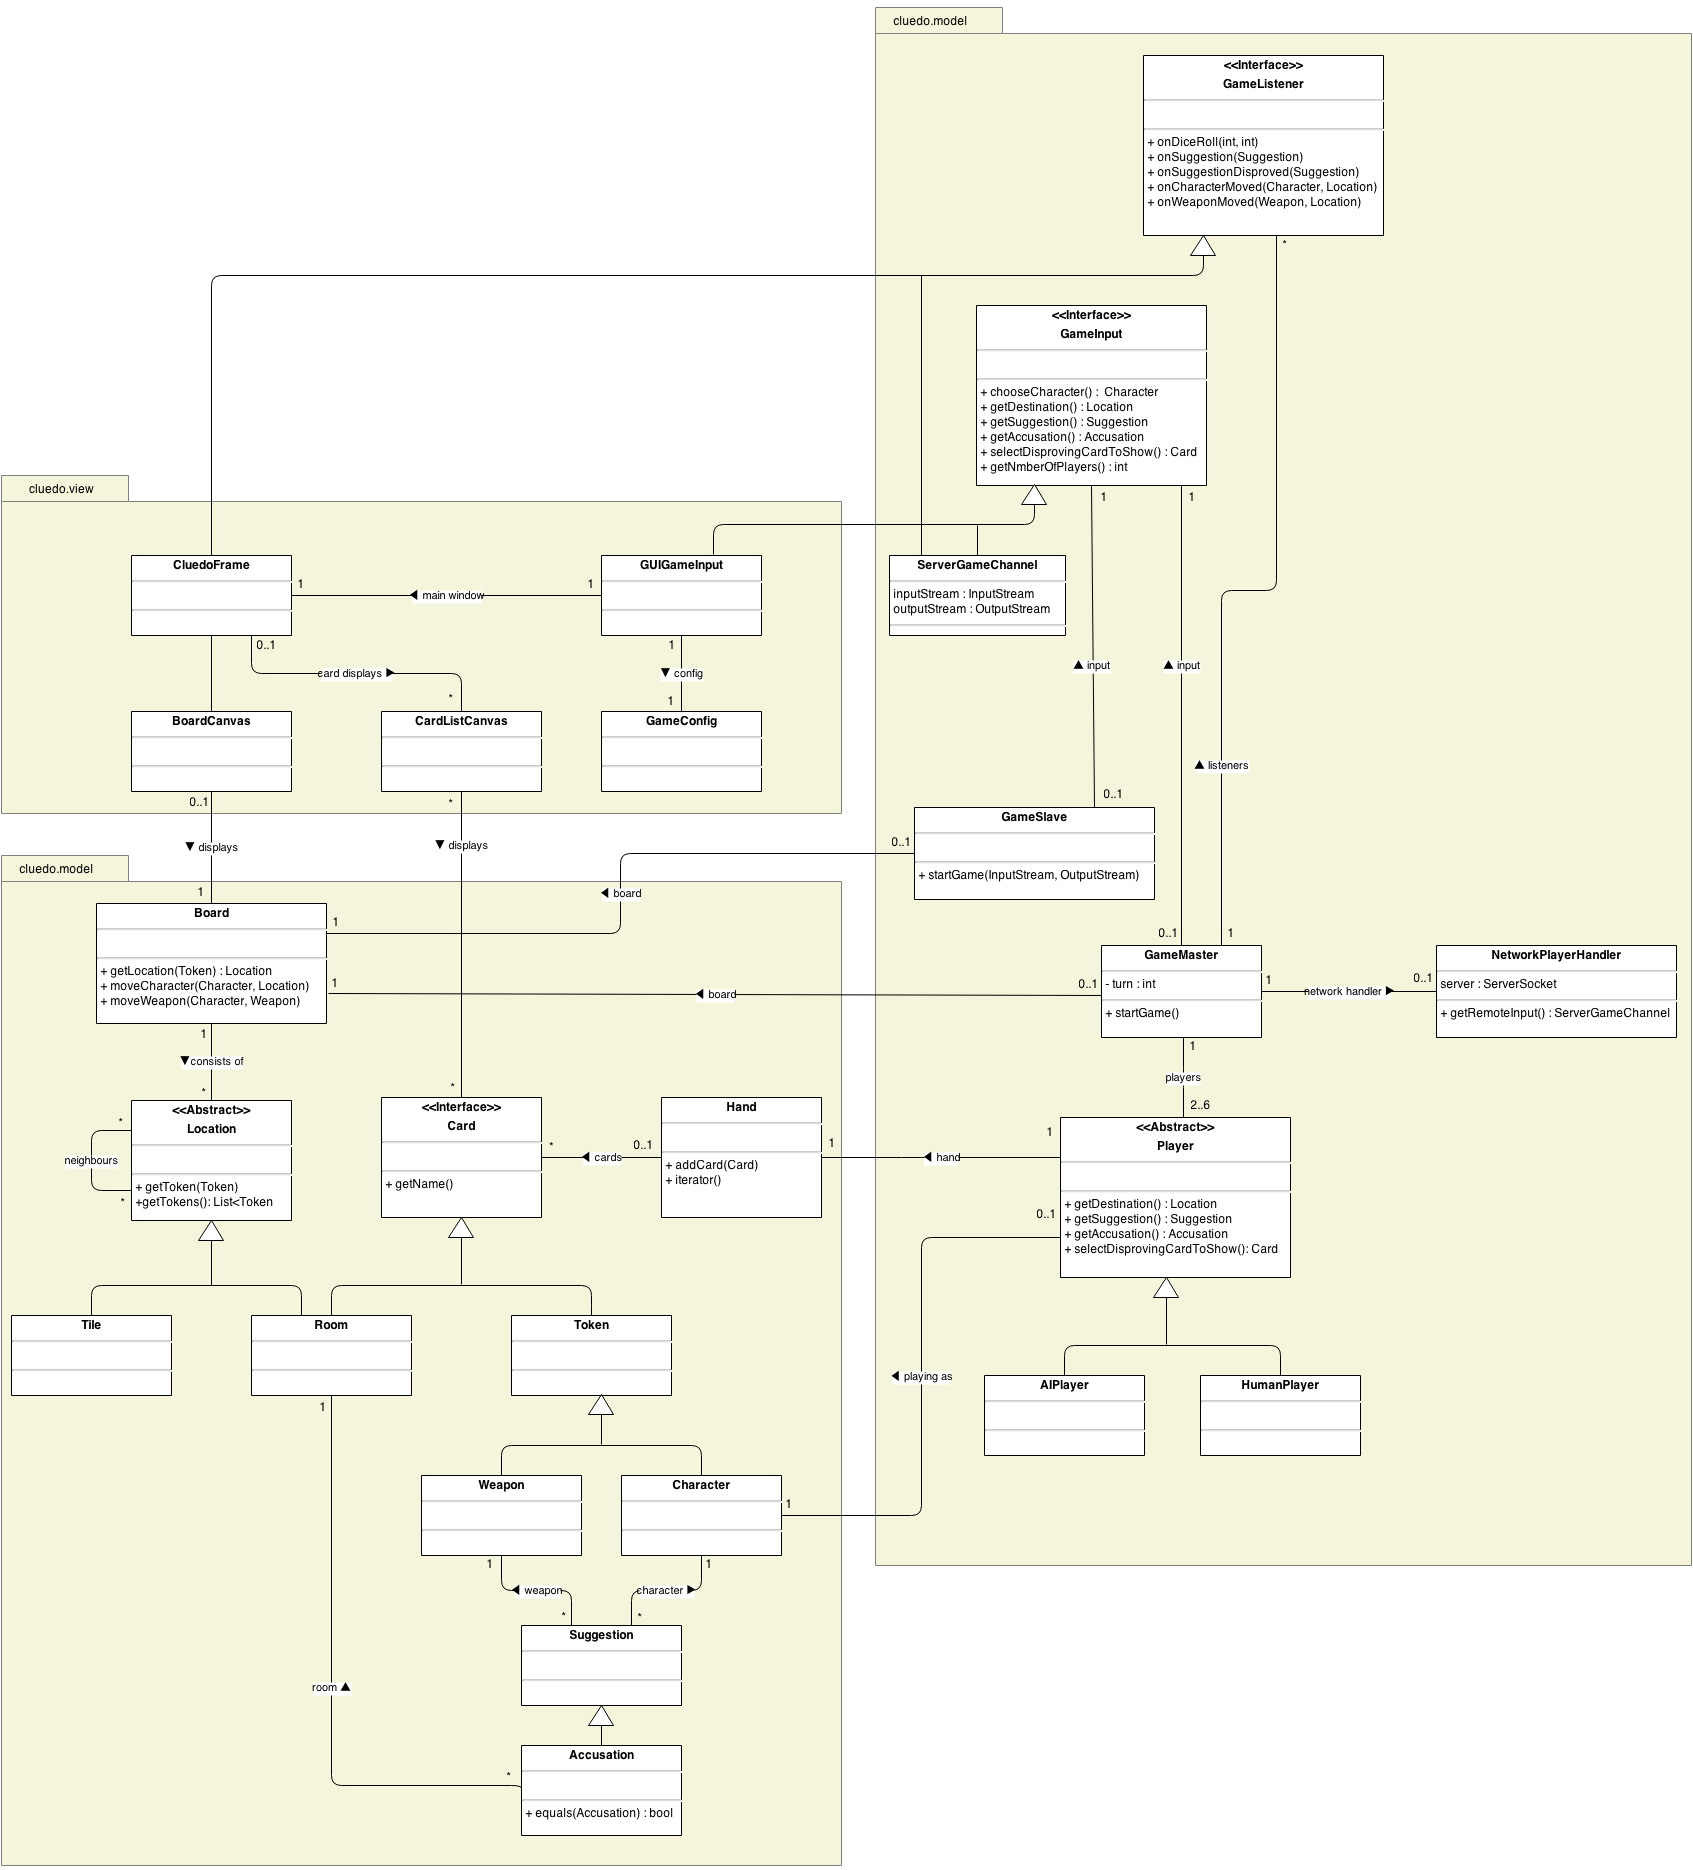 cluedo.model
<<Interface>>
GameListener
+ onDiceRoll(int, int)
+ onSuggestion(Suggestion)
+ onSuggestionDisproved(Suggestion)
+ onCharacterMoved(Character, Location)
+ onWeaponMoved(Weapon, Location)
*
<<Interface>>
GameInput
+ chooseCharacter() : Character
+ getDestination() : Location
+ getSuggestion() : Suggestion
+ getAccusation() : Accusation
+ selectDisprovingCardToShow() : Card
+ getNmberOfPlayers() : int
1
1
cluedo.view
CluedoFrame
1
◀ main window
1
GUIGameInput
ServerGameChannel
inputStream : InputStream
outputStream : OutputStream
0..1
card displays ▶
*
1
▼ config
1
▲ input
▲ input
BoardCanvas
CardListCanvas
GameConfig
▲ listeners
0..1
*
0..1
▼ displays
▼ displays
GameSlave
+ startGame(InputStream, OutputStream)
0..1
◀ board
cluedo.model
1
Board
+ getLocation(Token) : Location
+ moveCharacter(Character, Location)
+ moveWeapon(Character, Weapon)
1
1
◀ board
0..1
0..1
1
GameMaster
- turn : int
+ startGame()
1
network handler ▶
0..1
NetworkPlayerHandler
server : ServerSocket
+ getRemoteInput() : ServerGameChannel
1
▼consists of
*
1
players
2..6
<<Abstract>>
Location
+ getToken(Token)
+getTokens(): List<Token
*
neighbours
*
*
<<Interface>>
Card
+ getName()
*
◀ cards
0..1
Hand
+ addCard(Card)
+ iterator()
1
◀ hand
1
<<Abstract>>
Player
+ getDestination() : Location
+ getSuggestion() : Suggestion
+ getAccusation() : Accusation
+ selectDisprovingCardToShow(): Card
0..1
Tile
Room
Token
◀ playing as
AIPlayer
HumanPlayer
1
Weapon
Character
1
1
◀ weapon
*
1
character ▶
*
Suggestion
room ▲
*
Accusation
+ equals(Accusation) : bool